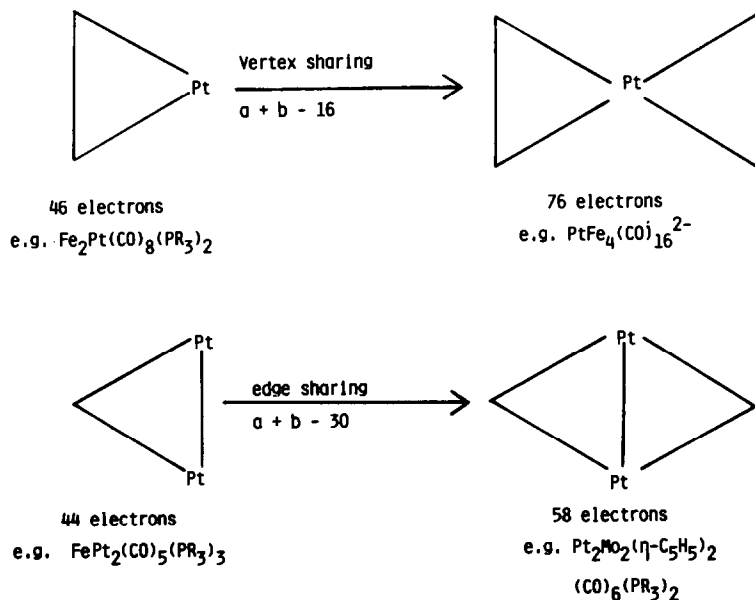 Vertex sharing
Pt
a + b - 16
Pt
46 electrons
e.g. Fe2Pt(CO)8(PR3)2
76 electrons
e.g. PtFe4(CO)16 2-
Pt
edge sharing
a + b - 30
Pt
Pt
Pt
44 electrons
e.g. FePt2(CO)5(PR3)3
58 electrons
e.g. Pt2Mo2(η-C5H5)2
(CO)6(PR3)2